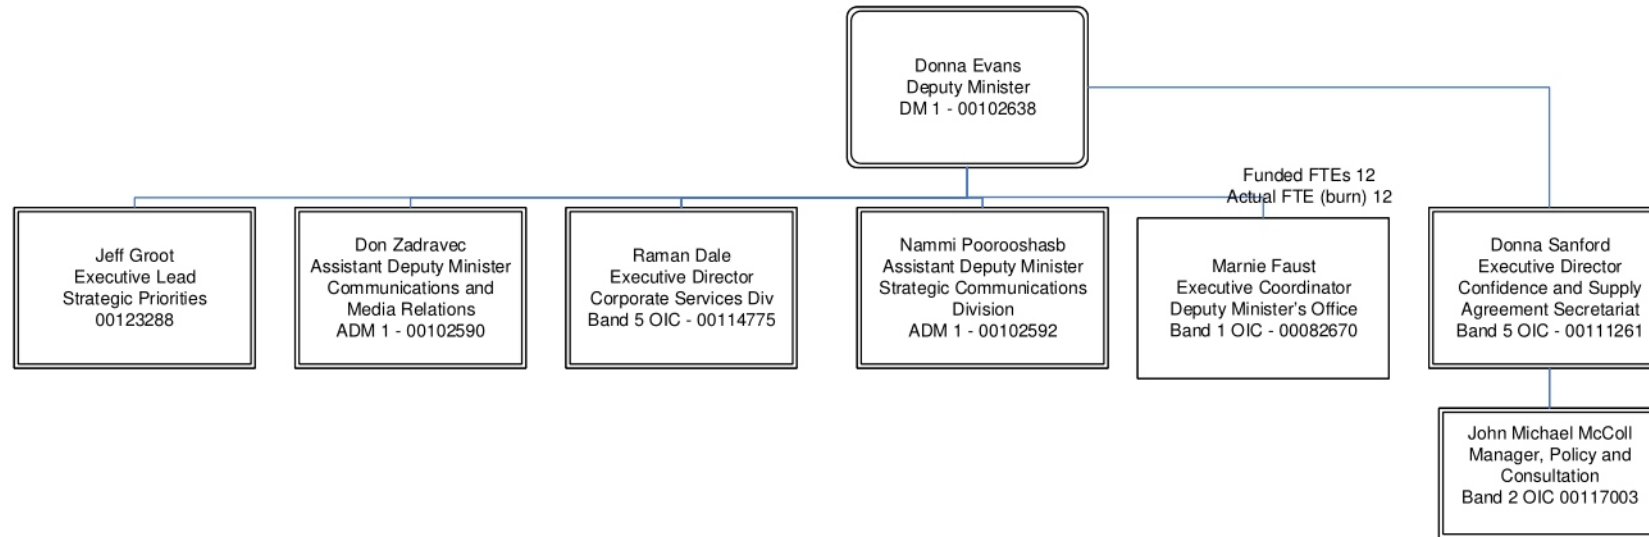 Donna Evans
Deputy Minister
DM 1 - 00102638
Funded FTEs 12
Actual FTE (burn) 12
Jeff Groot
Executive Lead
Strategic Priorities
00123288
Don Zadravec
Assistant Deputy Minister
Communications and
Media Relations
ADM 1 - 00102590
Raman Dale
Executive Director
Corporate Services Div
Band 5 OIC - 00114775
Nammi Poorooshasb
Assistant Deputy Minister
Strategic Communications
Division
ADM 1 - 00102592
Marnie Faust
Executive Coordinator
Deputy Minister's Office
Band 1 OIC - 00082670
Donna Sanford
Executive Director
Confidence and Supply
Agreement Secretariat
Band 5 OIC - 00111261
John Michael McColl
Manager, Policy and
Consultation
Band 2 OIC 00117003